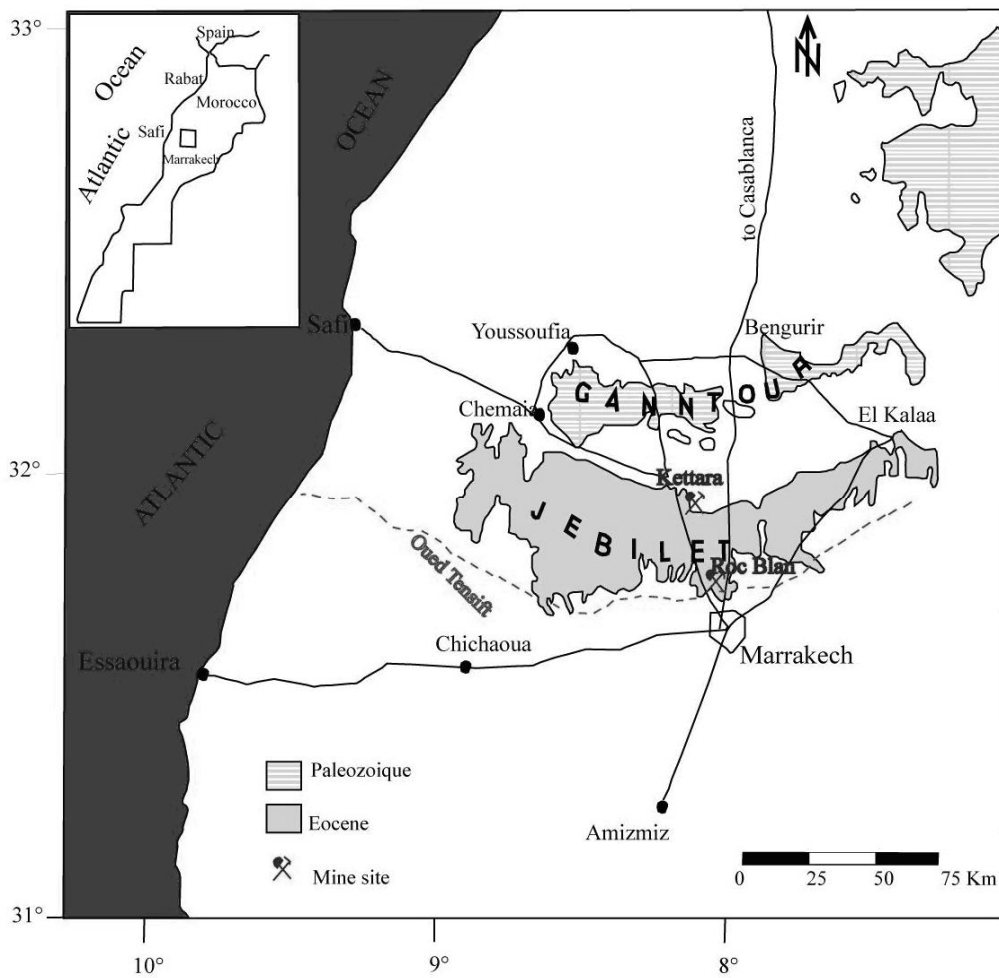 33°
Spain
Ocean
Rabat
Morocco
Atlantic
Safi
Marrakech
OCEAN
N
to Casablanca
Safi
Youssoufia
Bengurir
GANNTOUR
Chemaia
El Kalaa
32°
Kettara
ATLANTIC
JEBILET
Roc Blan
Oued Tensift
Marrakech
Chichaoua
Essaouira
Paleozoique
Eocene
Mine site
Amizmiz
0 25 50 75 Km
31°
10° 9° 8°